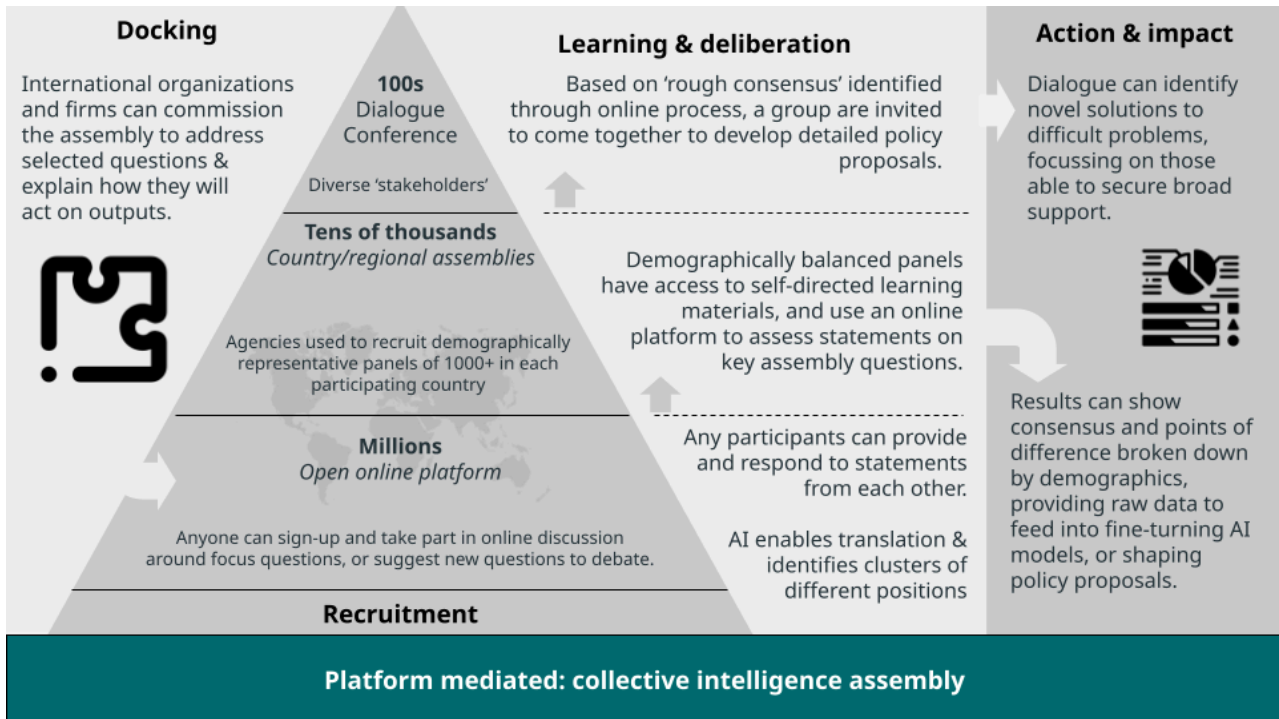 Docking
International organizations
and firms can commission
the assembly to address
selected questions &
explain how they will
act on outputs.
100s
Dialogue
Conference
Diverse ‘stakeholders’
Tens of thousands
Country/regional assemblies
Agencies used to recruit demographically
representative panels of 1000+ in each
participating country
Millions
Open online platform
Anyone can sign-up and take part in online discussion
around focus questions, or suggest new questions to debate.
Recruitment
Learning & deliberation
Based on ‘rough consensus’ identified
through online process, a group are invited
to come together to develop detailed policy
proposals.
Demographically balanced panels
have access to self-directed learning
materials, and use an online
platform to assess statements on
key assembly questions.
Any participants can provide
and respond to statements
from each other.
AI enables translation &
identifies clusters of
different positions
Action & impact
Dialogue can identify
novel solutions to
difficult problems,
focussing on those
able to secure broad
support.
Results can show
consensus and points of
difference broken down
by demographics,
providing raw data to
feed into fine-turning AI
models, or shaping
policy proposals.
Platform mediated: collective intelligence assembly